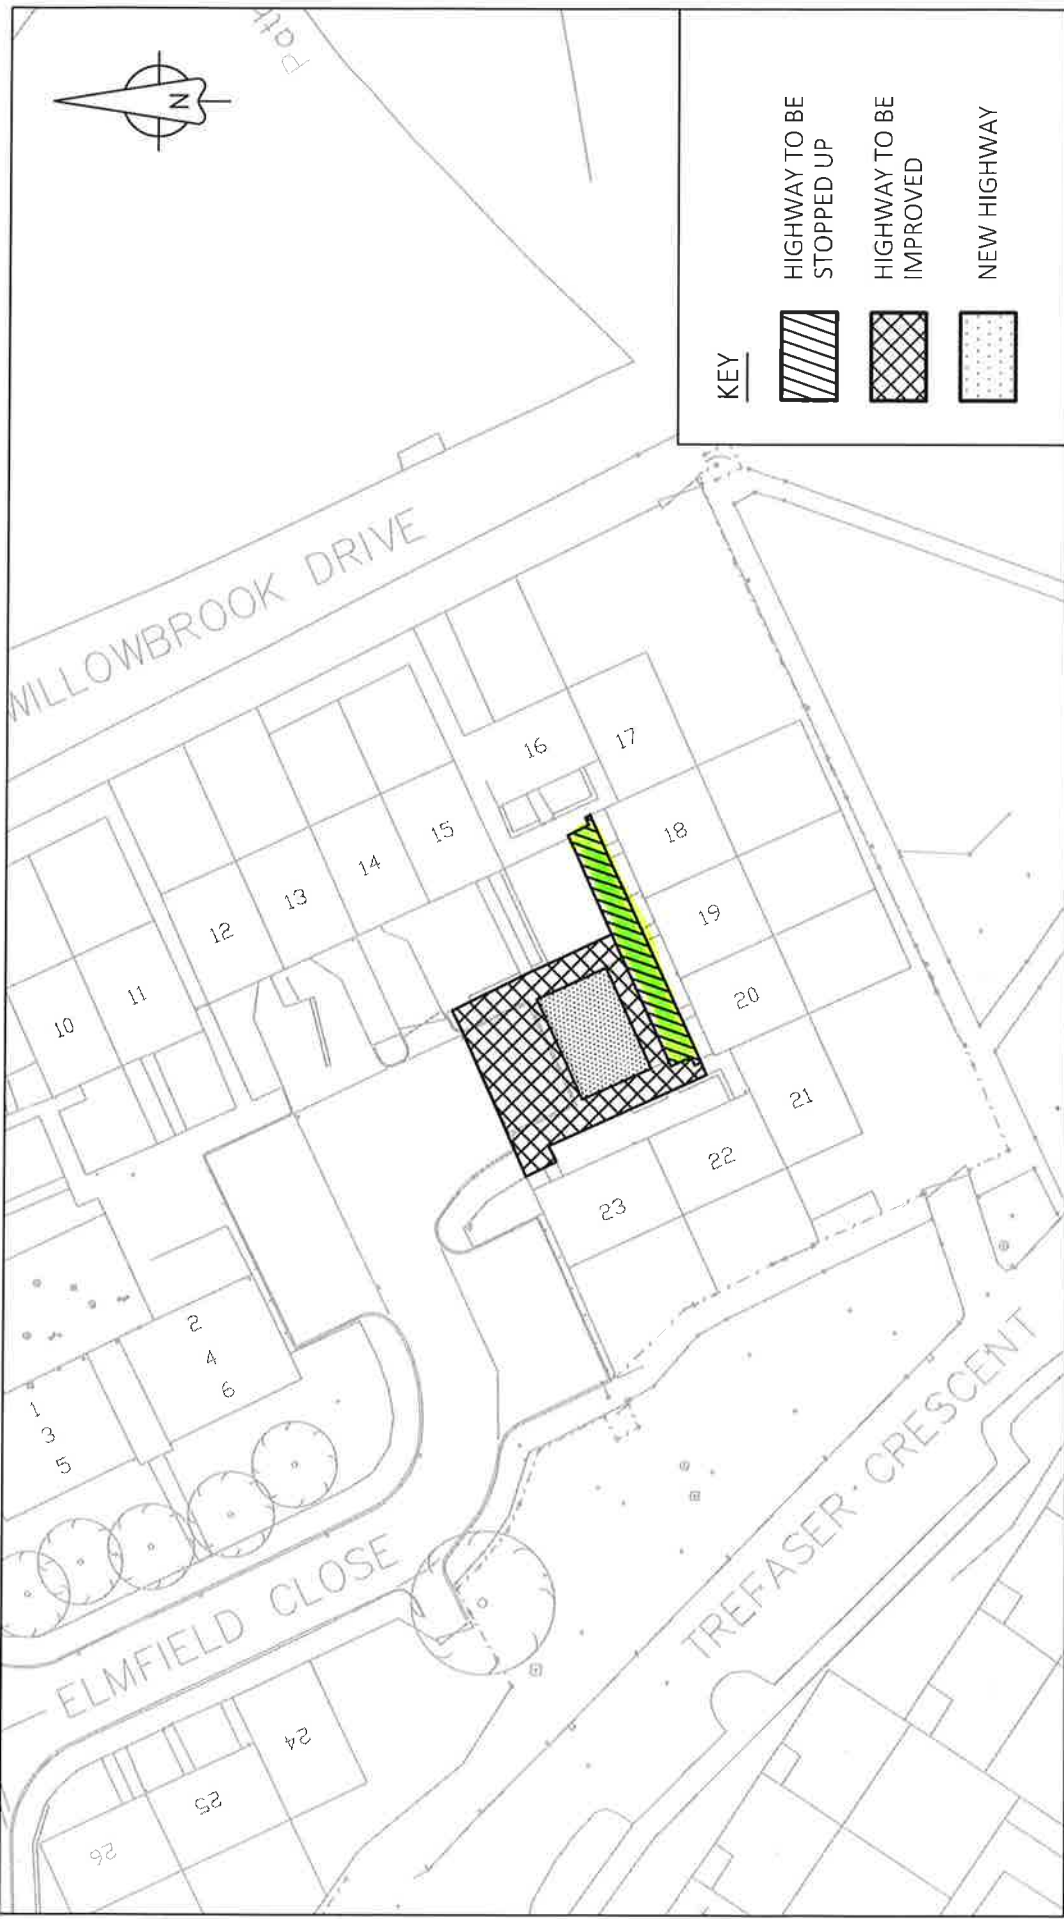 Path
N
WILLOWBROOK DRIVE
10
11
12
13
14
15
16
17
18
19
20
21
22
23
1
3
5
2
4
6
ELMFIELD CLOSE
24
25
26
TREFASER CRESCENT
KEY
HIGHWAY TO BE
STOPPED UP
HIGHWAY TO BE
IMPROVED
NEW HIGHWAY